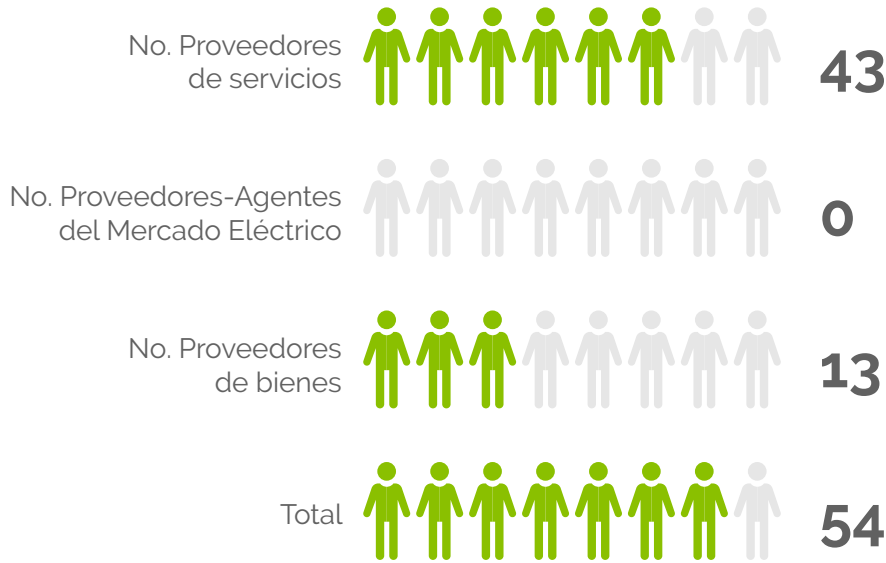 No. Proveedores
de servicios
43
No. Proveedores-Agentes
del Mercado Eléctrico
0
No. Proveedores
de bienes
13
Total
54